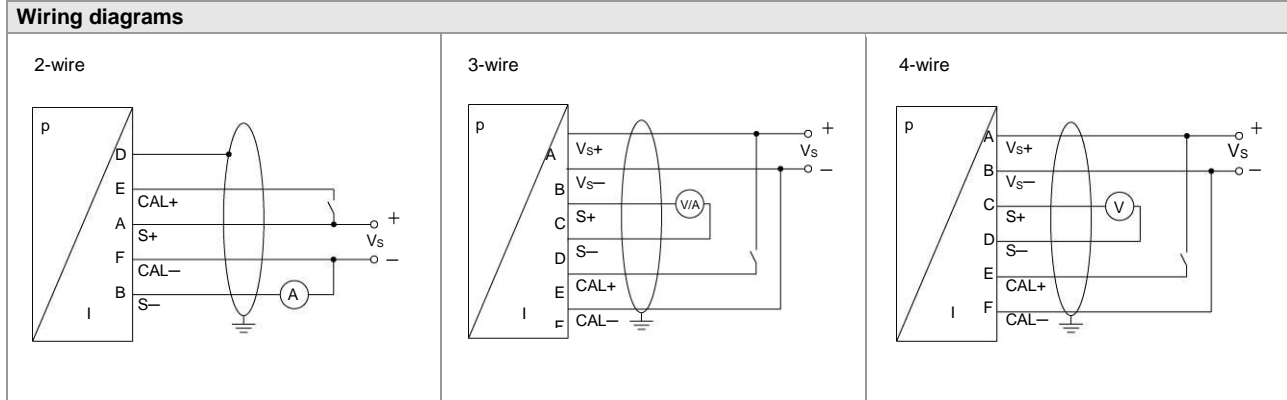 Wiring diagrams
2-wire
p
D
E
CAL+
A
S+
F
CAL−
B
S−
I
A
+
Vs
−
3-wire
p
A
Vs+
Vs−
B
S+
C
S−
D
CAL+
E
CAL−
F
I
V/A
+
Vs
−
4-wire
p
A
Vs+
B
Vs−
C
S+
D
S−
E
CAL+
F
CAL−
I
V
+
Vs
−